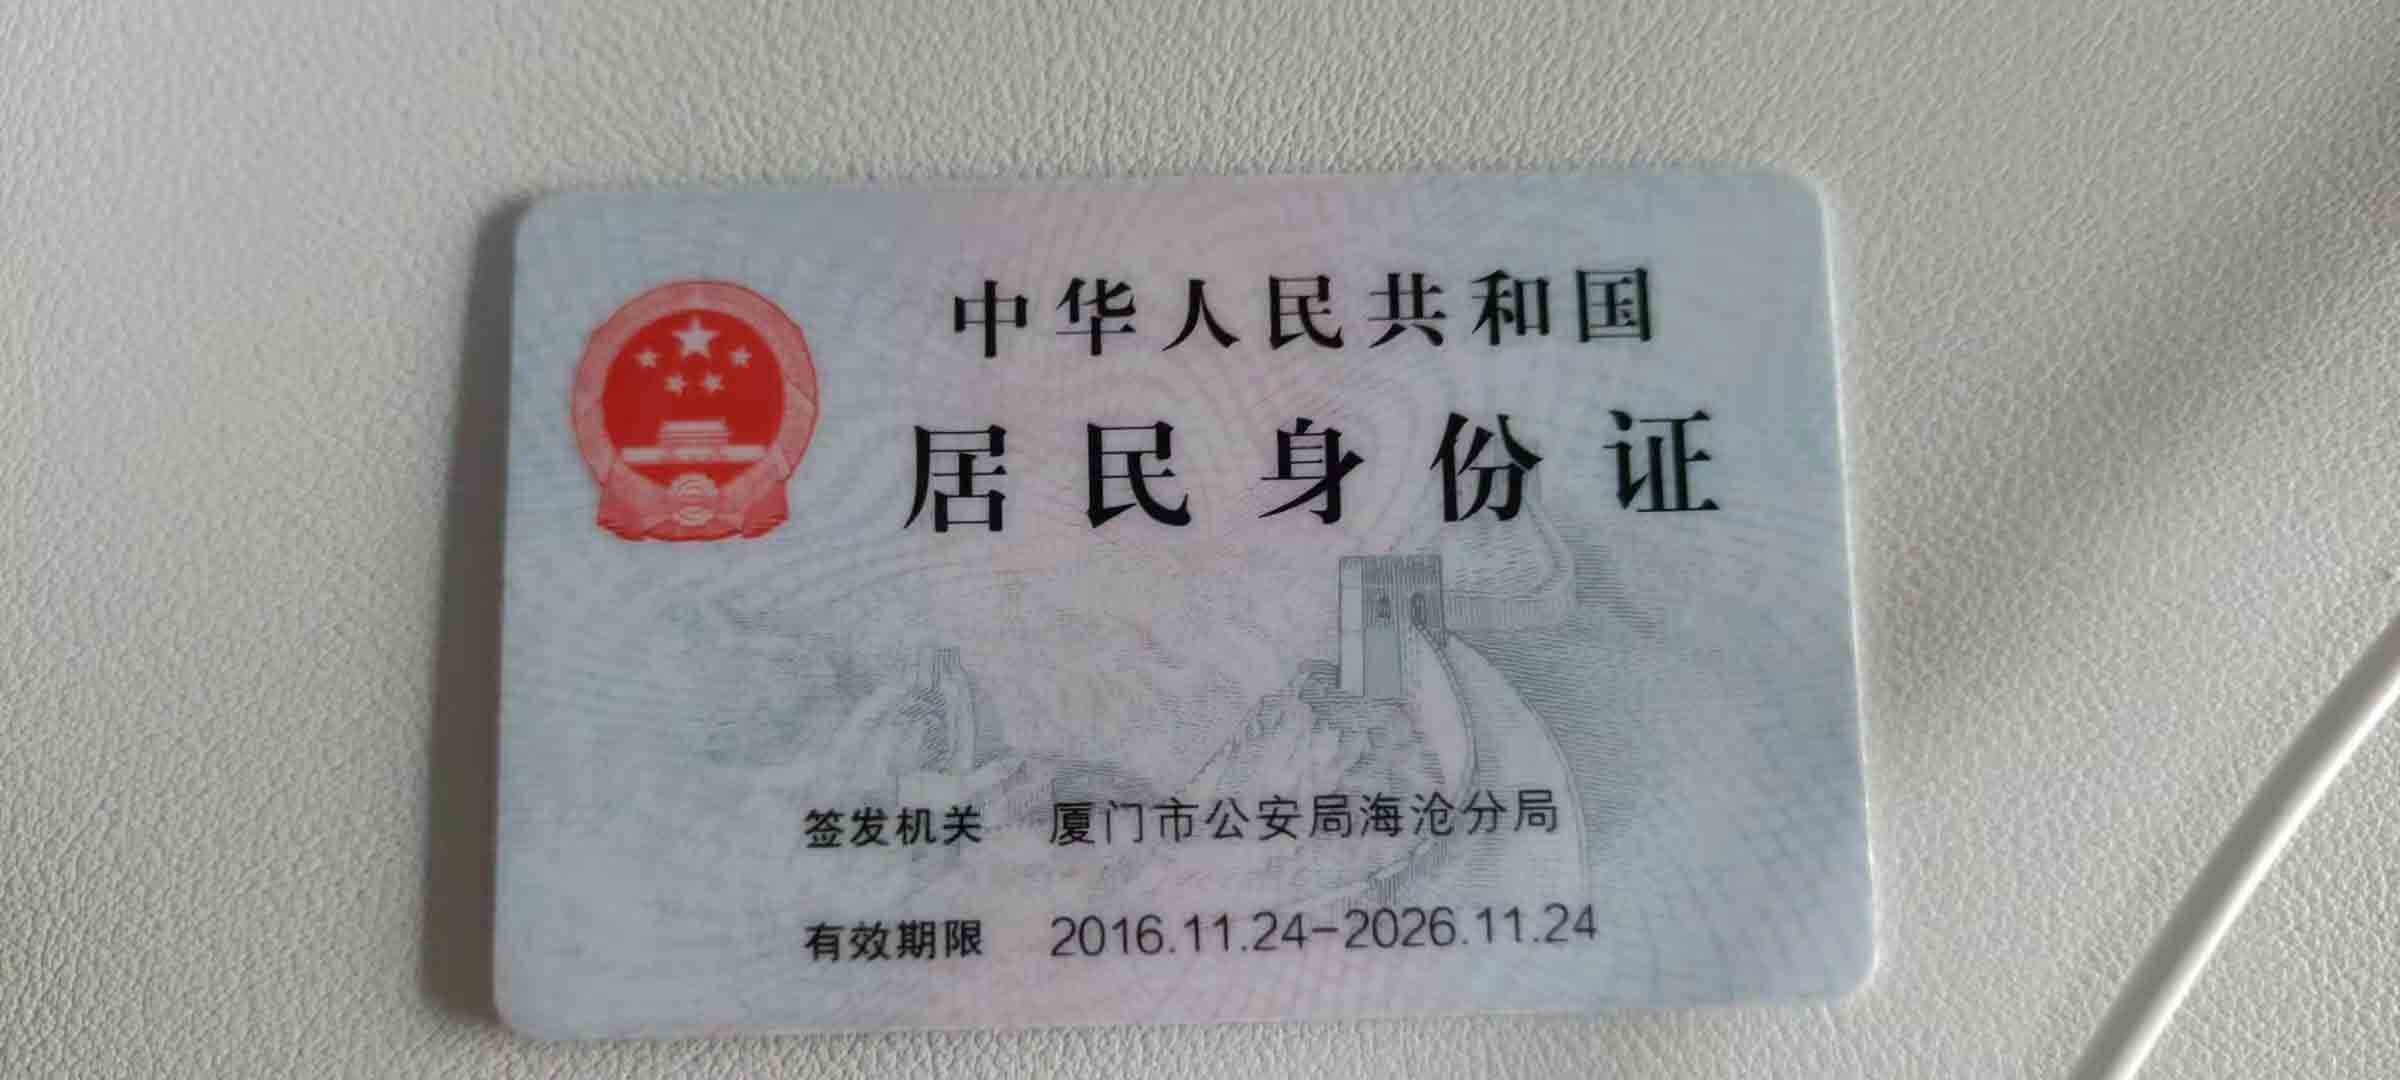 中华人民共和国
居民身份证
签发机关 厦门市公安局海沧分局
有效期限 2016.11.24-2026.11.24